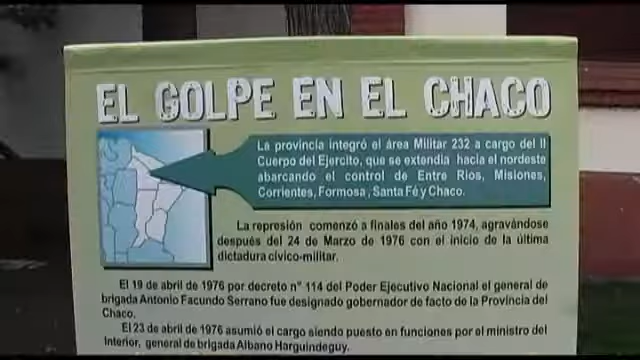 EL GOLPE EN EL CHACO
La provincia integró el área Militar 232 a cargo del II
Cuerpo del Ejercito, que se extendia hacia el nordeste
abarcando el control de Entre Rios, Misiones,
Corrientes, Formosa, Santa Fé y Chaco.
La represión comenzó a finales del año 1974, agravándose
después del 24 de Marzo de 1976 con el inicio de la última
dictadura cívico-militar.
El 19 de abril de 1976 por decreto n° 114 del Poder Ejecutivo Nacional el general de
brigada Antonio Facundo Serrano fue designado gobernador de facto de la Provincia del
Chaco.
El 23 de abril de 1976 asumió el cargo siendo puesto en funciones por el ministro del
Interior, general de brigada Albano Harguindeguy.